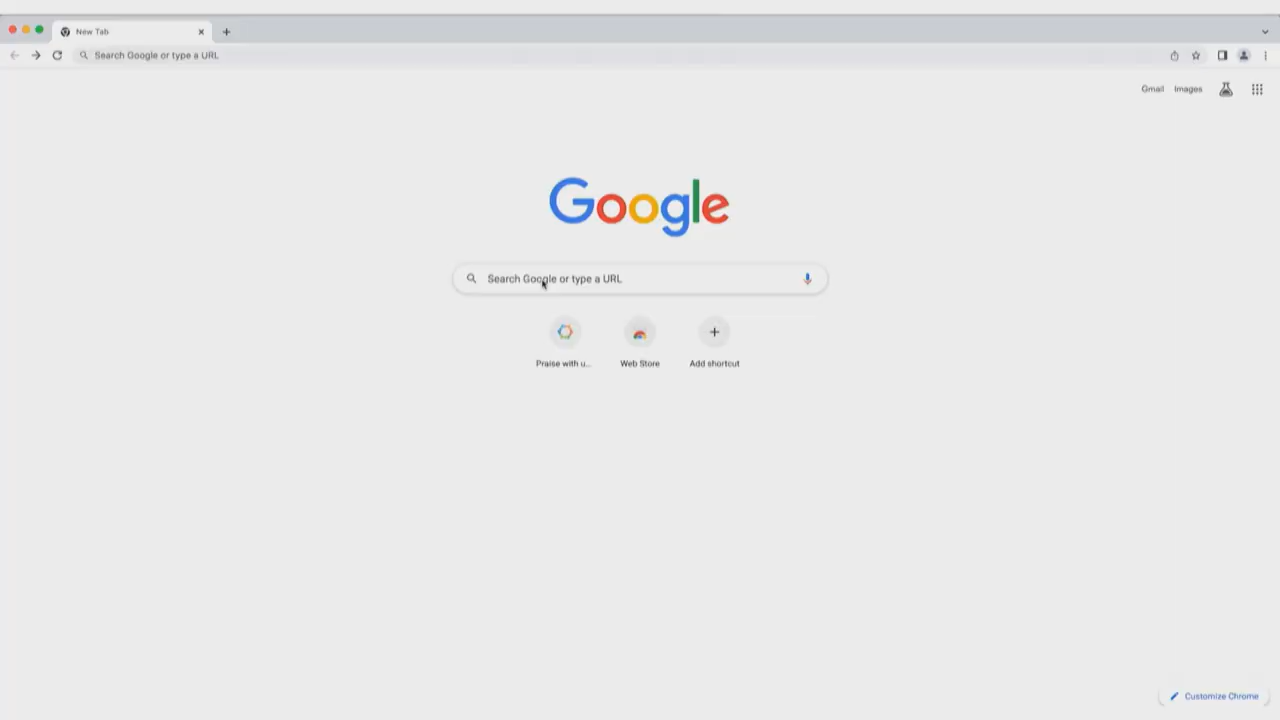 New Tab
Search Google or type a URL
Gmail Images
Google
Search Google or type a URL
Praise with u... Web Store Add shortcut
Customize Chrome